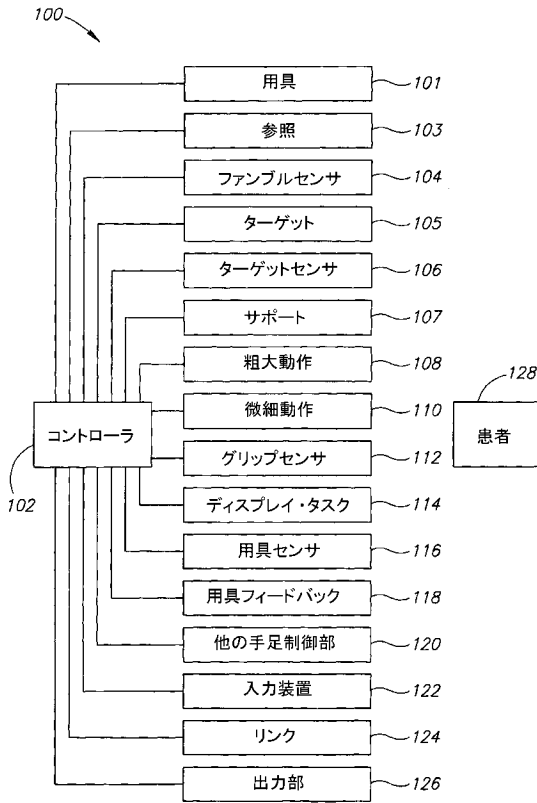 100
用具 101
参照 103
ファンブルセンサ 104
ターゲット 105
ターゲットセンサ 106
サポート 107
粗大動作 108
微細動作 110
コントローラ 102
グリップセンサ 112
患者 128
ディスプレイ・タスク 114
用具センサ 116
用具フィードバック 118
他の手足制御部 120
入力装置 122
リンク 124
出力部 126